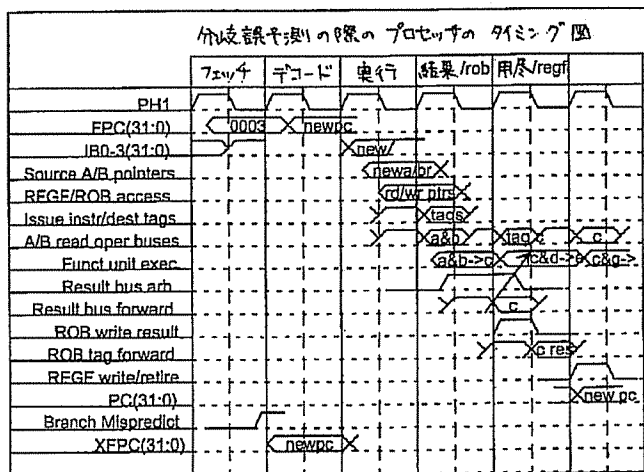 分岐誤予測の際のプロセッサのタイミング図
フェッチ デコード 実行 結果/rob 用尽/regf
PH1
FPC(31:0) 0003 newpc
IB0-3(31:0) new/
Source A/B pointers newa/br
REGF/ROB access rd/wr ptrs
Issue instr/dest tags tags
A/B read oper buses a&b tag c c
Funct unit exec a&b->c c&d->e c&g->
Result bus arb
Result bus forward c
ROB write result
ROB tag forward c res
REGF write/retire
PC(31:0) new pc
Branch Mispredict
XFPC(31:0) newpc